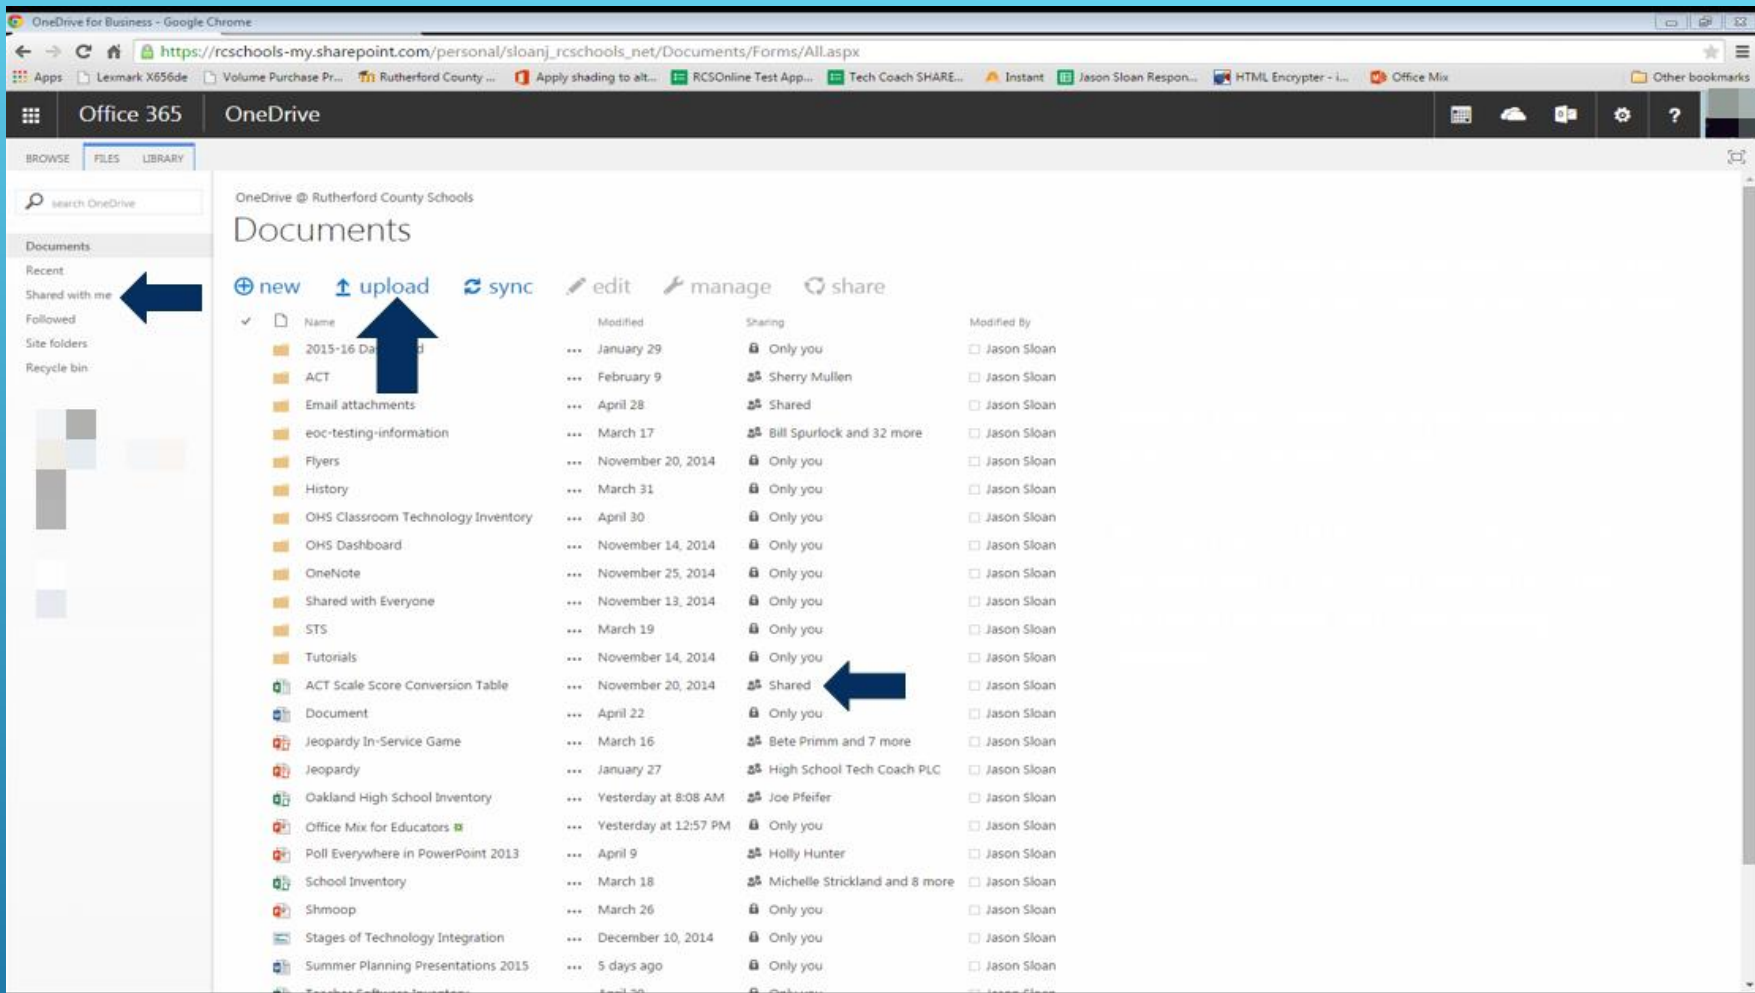 OneDrive for Business - Google Chrome
https://rcschools-my.sharepoint.com/personal/sloanj_rcschools_net/Documents/Forms/All.aspx
Apps Lexmark X656de Volume Purchase Pr... Rutherford County ... Apply shading to alt... RCSOnline Test App... Tech Coach SHARE... Instant Jason Sloan Respon... HTML Encrypter - i... Office Mix Other bookmarks
Office 365 OneDrive ?
BROWSE FILES LIBRARY
search OneDrive
Documents
Recent
Shared with me
Followed
Site folders
Recycle bin
OneDrive @ Rutherford County Schools
Documents
new upload sync edit manage share
Name Modified Sharing Modified By
2015-16 ... January 29 Only you Jason Sloan
ACT ... February 9 Sherry Mullen Jason Sloan
Email attachments ... April 28 Shared Jason Sloan
eoc-testing-information ... March 17 Bill Spurlock and 32 more Jason Sloan
Flyers ... November 20, 2014 Only you Jason Sloan
History ... March 31 Only you Jason Sloan
OHS Classroom Technology Inventory ... April 30 Only you Jason Sloan
OHS Dashboard ... November 14, 2014 Only you Jason Sloan
OneNote ... November 25, 2014 Only you Jason Sloan
Shared with Everyone ... November 13, 2014 Only you Jason Sloan
STS ... March 19 Only you Jason Sloan
Tutorials ... November 14, 2014 Only you Jason Sloan
ACT Scale Score Conversion Table ... November 20, 2014 Shared Jason Sloan
Document ... April 22 Only you Jason Sloan
Jeopardy In-Service Game ... March 16 Bete Primm and 7 more Jason Sloan
Jeopardy ... January 27 High School Tech Coach PLC Jason Sloan
Oakland High School Inventory ... Yesterday at 8:08 AM Joe Pfeifer Jason Sloan
Office Mix for Educators ... Yesterday at 12:57 PM Only you Jason Sloan
Poll Everywhere in PowerPoint 2013 ... April 9 Holly Hunter Jason Sloan
School Inventory ... March 18 Michelle Strickland and 8 more Jason Sloan
Shmoop ... March 26 Only you Jason Sloan
Stages of Technology Integration ... December 10, 2014 Only you Jason Sloan
Summer Planning Presentations 2015 ... 5 days ago Only you Jason Sloan